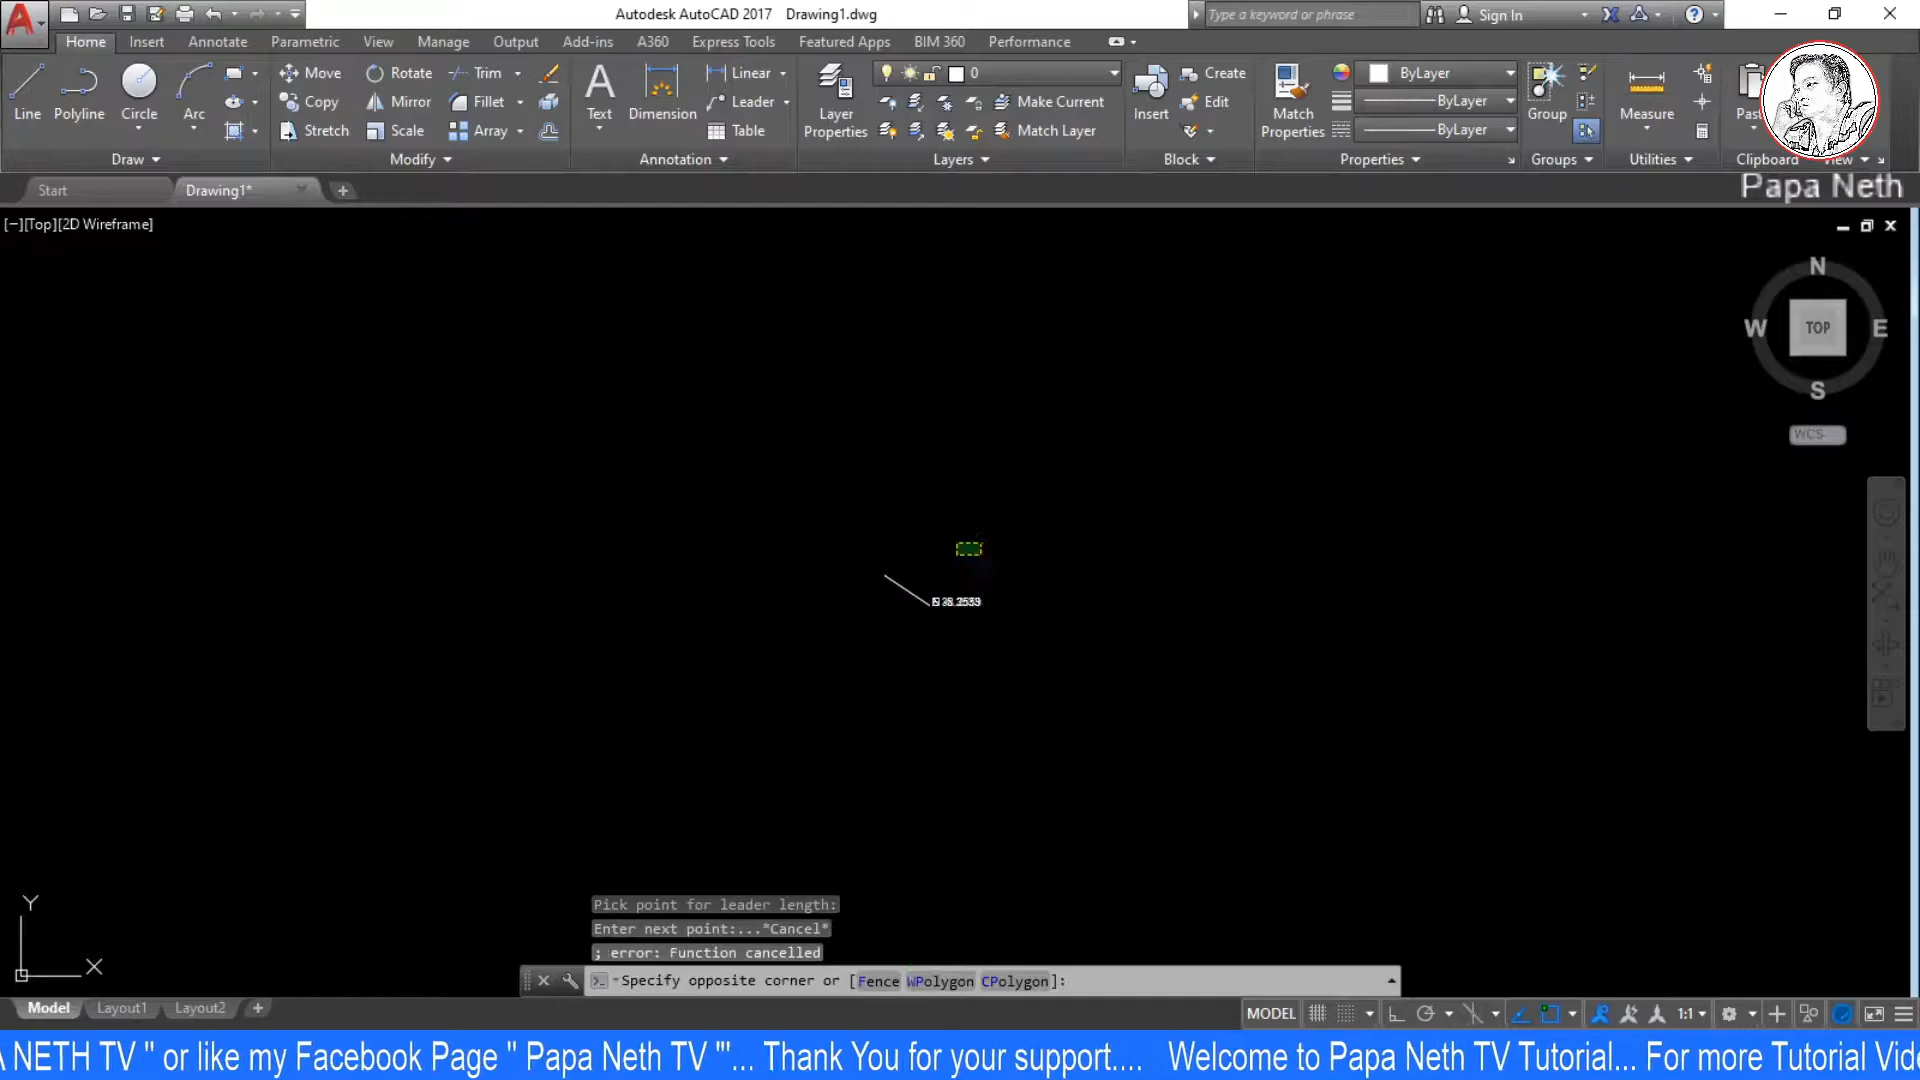 Autodesk AutoCAD 2017 Drawing1.dwg
Type a keyword or phrase
Sign In
Home Insert Annotate Parametric View Manage Output Add-ins A360 Express Tools Featured Apps BIM 360 Performance
Line Polyline Circle Arc
Draw
Move Rotate Trim
Copy Mirror Fillet
Stretch Scale Array
Modify
Text Dimension
Linear
Leader
Table
Annotation
Layer Properties
0
Make Current
Match Layer
Layers
Insert
Create
Edit
Block
Match Properties
ByLayer
ByLayer
ByLayer
Properties
Group
Groups
Measure
Utilities
Clipboard
View
Papa Neth
Start Drawing1*
[−][Top][2D Wireframe]
N
W TOP E
S
WCS
Y
X
Pick point for leader length:
Enter next point:...*Cancel*
; error: Function cancelled
Specify opposite corner or [Fence WPolygon CPolygon]:
Model Layout1 Layout2
MODEL 1:1
A NETH TV " or like my Facebook Page " Papa Neth TV "'... Thank You for your support.... Welcome to Papa Neth TV Tutorial... For more Tutorial Vide